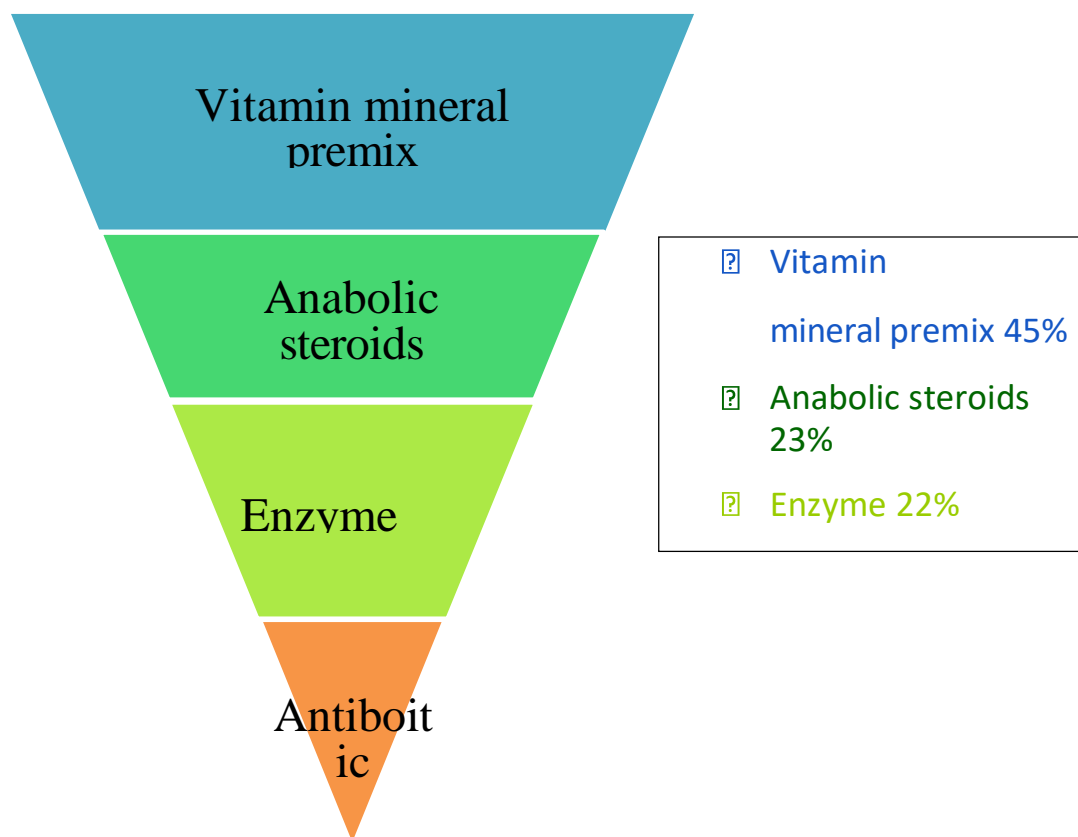 Vitamin mineral
premix
Anabolic
steroids
Enzyme
Antiboit
ic
Vitamin
mineral premix 45%
Anabolic steroids
23%
Enzyme 22%